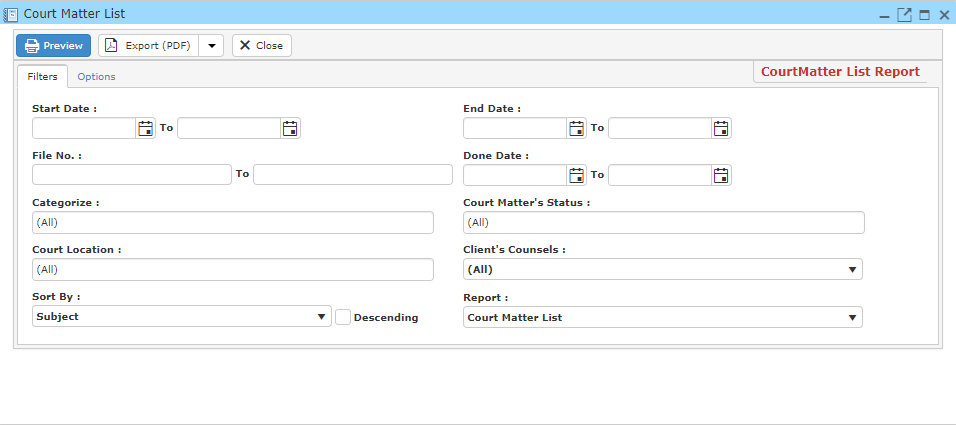 Court Matter List
Preview Export (PDF) Close
Filters Options CourtMatter List Report
Start Date : End Date :
To To
File No. : Done Date :
To To
Categorize : Court Matter's Status :
(All) (All)
Court Location : Client's Counsels :
(All) (All)
Sort By : Report :
Subject Descending Court Matter List